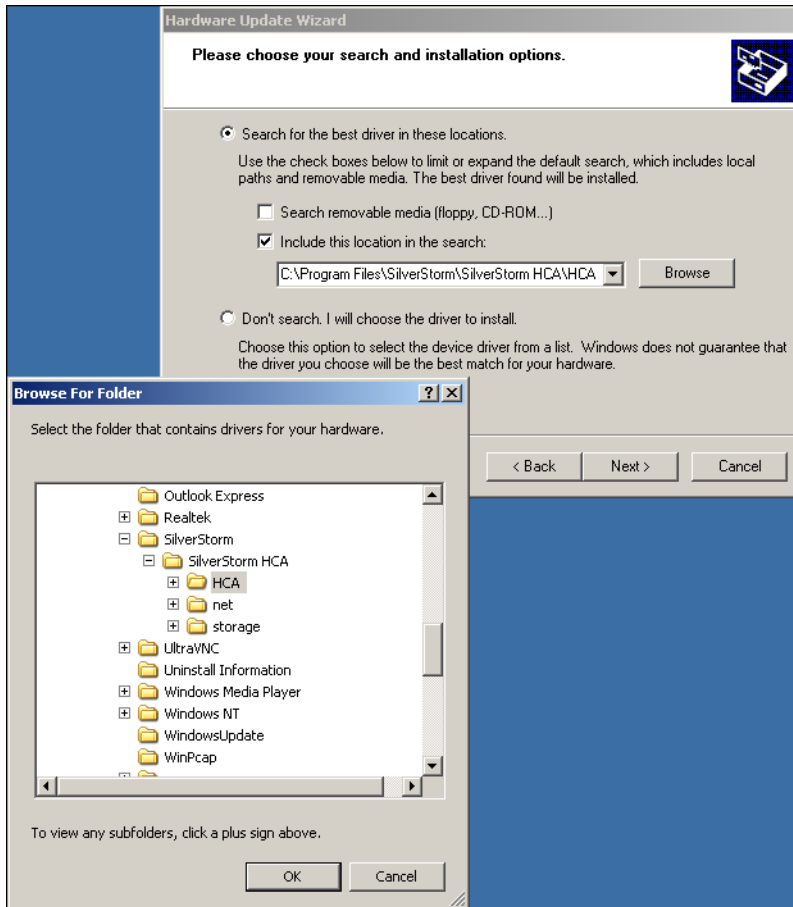 Hardware Update Wizard
Please choose your search and installation options.
Search for the best driver in these locations.
Use the check boxes below to limit or expand the default search, which includes local
paths and removable media. The best driver found will be installed.
Search removable media (floppy, CD-ROM...)
Include this location in the search:
C:\Program Files\SilverStorm\SilverStorm HCA\HCA
Browse
Don't search. I will choose the driver to install.
Choose this option to select the device driver from a list. Windows does not guarantee that
the driver you choose will be the best match for your hardware.
< Back
Next >
Cancel
Browse For Folder
Select the folder that contains drivers for your hardware.
Outlook Express
Realtek
SilverStorm
SilverStorm HCA
HCA
net
storage
UltraVNC
Uninstall Information
Windows Media Player
Windows NT
WindowsUpdate
WinPcap
To view any subfolders, click a plus sign above.
OK
Cancel